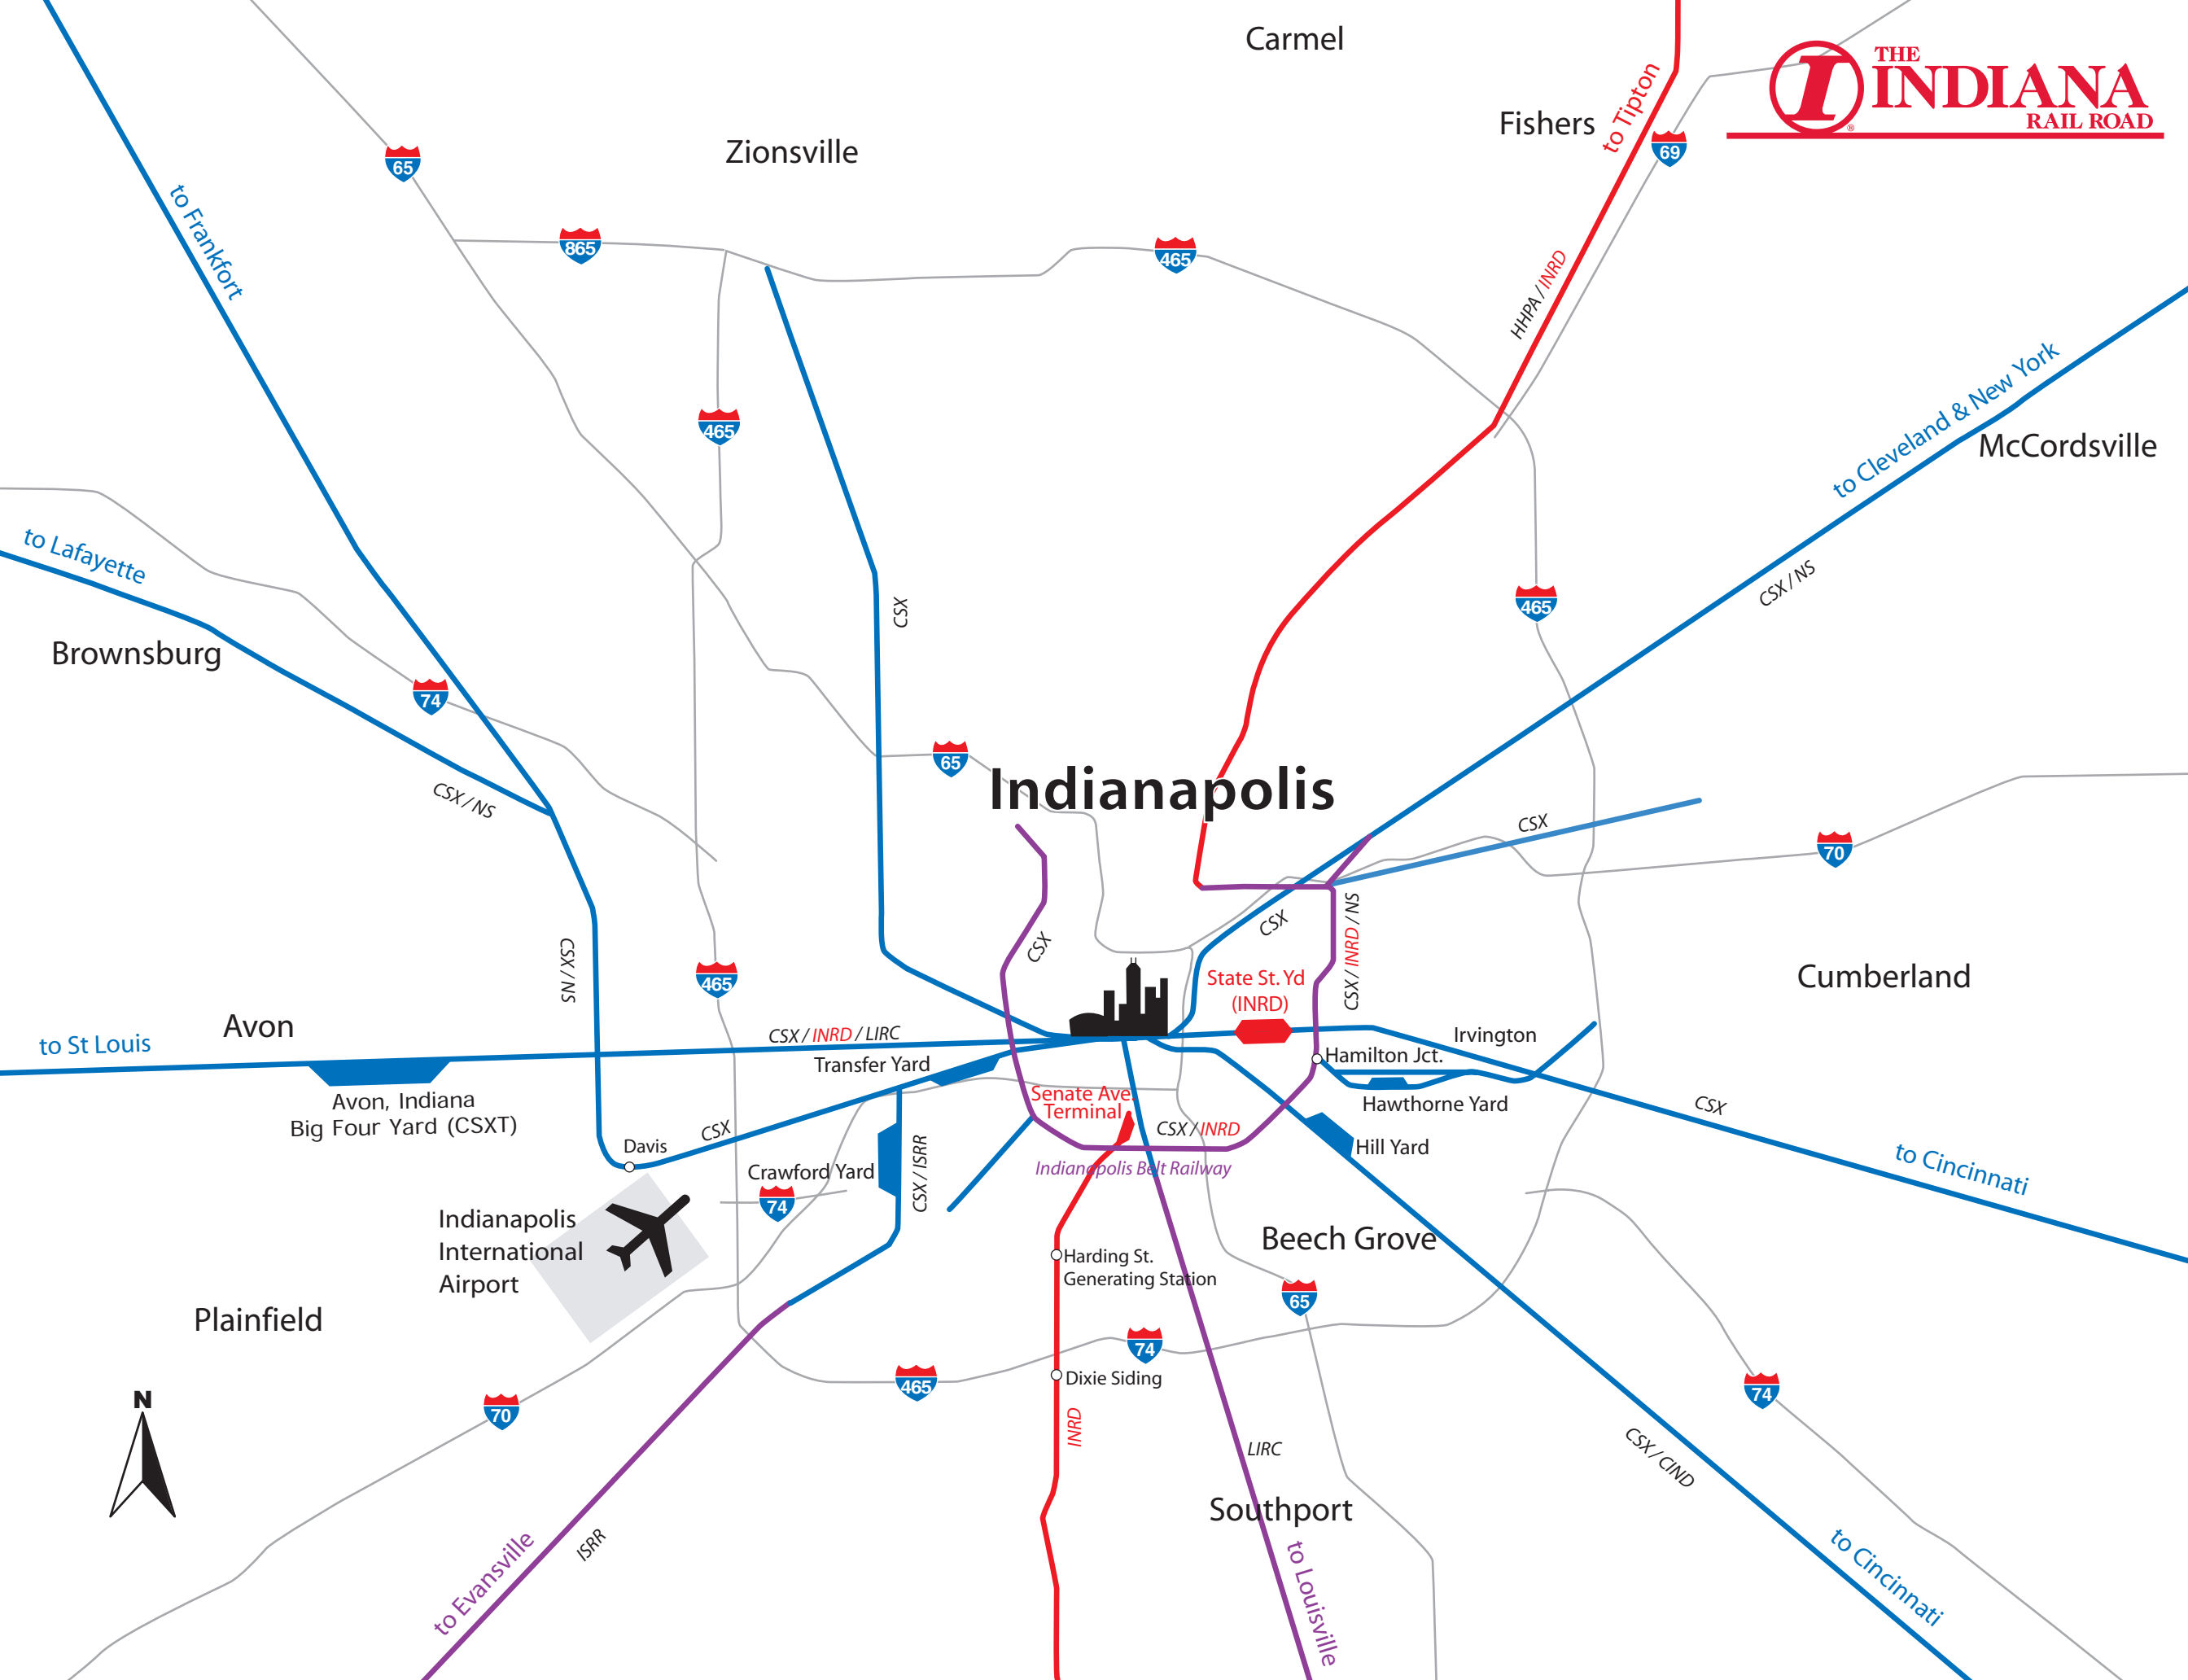 Carmel
THE
INDIANA
RAIL ROAD
®
Fishers
to Tipton
69
Zionsville
65
865
465
to Frankfort
HHPA / INRD
to Cleveland & New York
McCordsville
465
to Lafayette
CSX / NS
465
CSX
Brownsburg
74
65
Indianapolis
CSX / NS
CSX
70
CSX
CSX
CSX / INRD / NS
CSX / NS
465
State St. Yd
(INRD)
Cumberland
Avon
to St Louis
CSX / INRD / LIRC
Transfer Yard
Irvington
Hamilton Jct.
Avon, Indiana
Big Four Yard (CSXT)
Senate Ave.
Terminal
Hawthorne Yard
CSX
CSX
CSX / INRD
Davis
Hill Yard
Crawford Yard
CSX / ISRR
Indianapolis Belt Railway
to Cincinnati
74
Indianapolis
International
Airport
Beech Grove
Harding St.
Generating Station
65
Plainfield
74
465
Dixie Siding
74
N
70
INRD
LIRC
CSX / CIND
Southport
ISRR
to Evansville
to Louisville
to Cincinnati